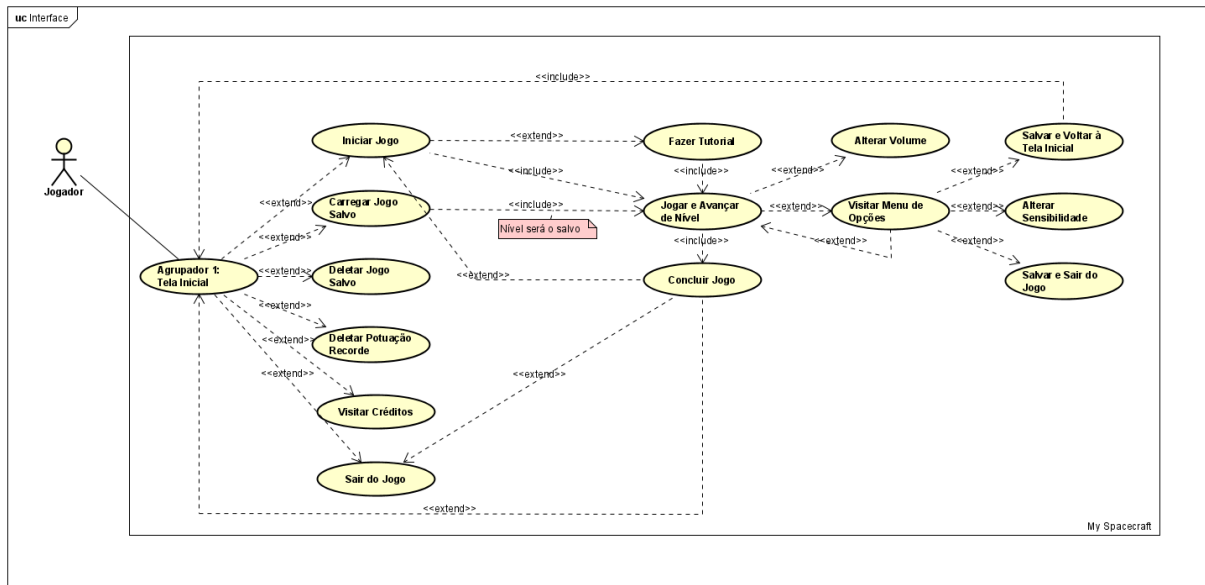 uc Interface
<<include>>
Jogador
Iniciar Jogo
<<extend>>
Fazer Tutorial
Alterar Volume
Salvar e Voltar à
Tela Inicial
<<include>>
<<include>>
<<extend>>
<<extend>>
Carregar Jogo
Salvo
<<include>>
Jogar e Avançar
de Nível
<<extend>>
Visitar Menu de
Opções
<<extend>>
Alterar
Sensibilidade
<<extend>>
Nível será o salvo
<<extend>>
<<include>>
<<extend>>
<<extend>>
Agrupador 1:
Tela Inicial
<<extend>>
Deletar Jogo
Salvo
<<extend>>
Concluir Jogo
Salvar e Sair do
Jogo
<<extend>>
Deletar Potuação
Recorde
<<extend>>
<<extend>>
<<extend>>
Visitar Créditos
Sair do Jogo
<<extend>>
My Spacecraft